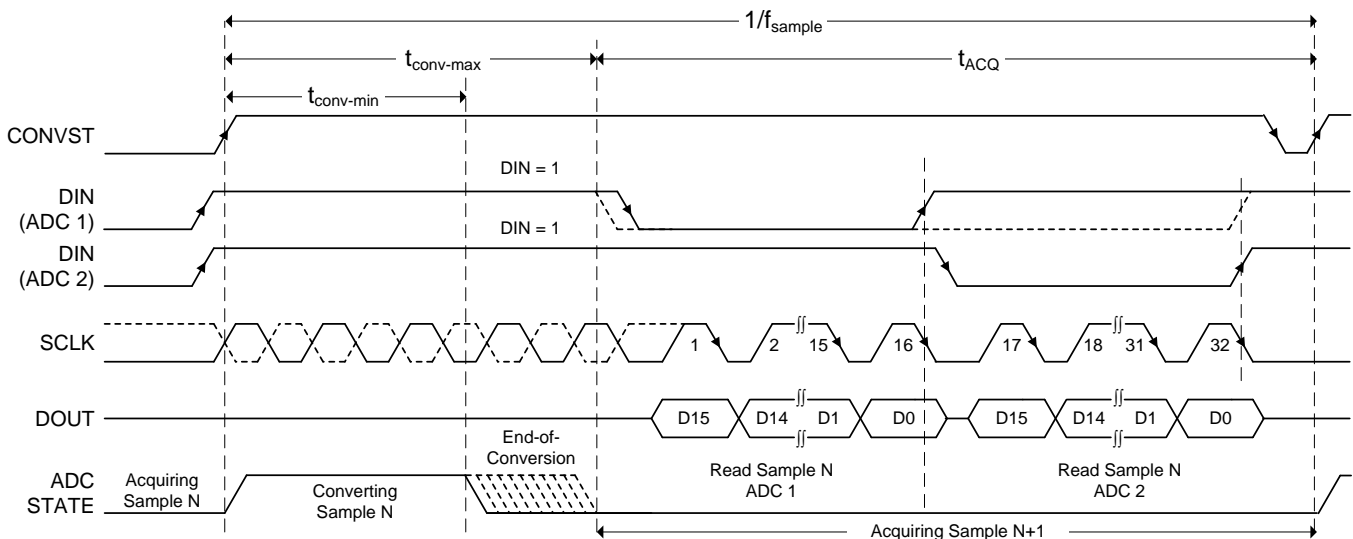 1/fsample
tconv-max
tACQ
tconv-min
CONVST
DIN = 1
DIN
(ADC 1)
DIN = 1
DIN
(ADC 2)
SCLK
1
2
15
16
17
18
31
32
DOUT
D15
D14
D1
D0
D15
D14
D1
D0
ADC
STATE
Acquiring
Sample N
Converting
Sample N
End-of-
Conversion
Read Sample N
ADC 1
Read Sample N
ADC 2
Acquiring Sample N+1